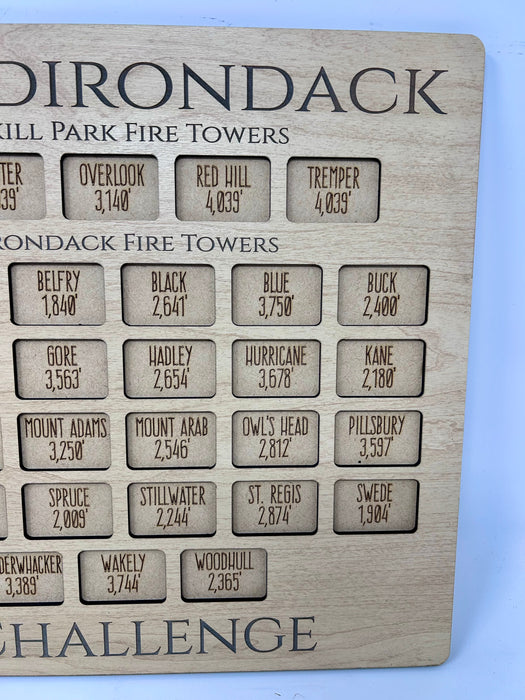 DIRONDACK
KILL PARK FIRE TOWERS
TER OVERLOOK RED HILL TREMPER
39' 3,140' 4,039' 4,039'
RONDACK FIRE TOWERS
BELFRY BLACK BLUE BUCK
1,840' 2,641' 3,750' 2,400'
GORE HADLEY HURRICANE KANE
3,563' 2,654' 3,678' 2,180'
MOUNT ADAMS MOUNT ARAB OWL'S HEAD PILLSBURY
3,250' 2,546' 2,812' 3,597'
SPRUCE STILLWATER ST. REGIS SWEDE
2,009' 2,244' 2,874' 1,904'
DERWHACKER WAKELY WOODHULL
3,389' 3,744' 2,365'
CHALLENGE